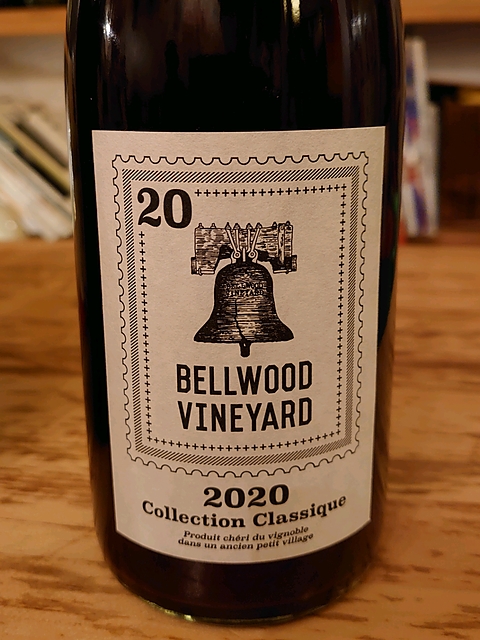 20
BELLWOOD
VINEYARD
2020
Collection Classique
Produit chéri du vignoble
dans un ancien petit village